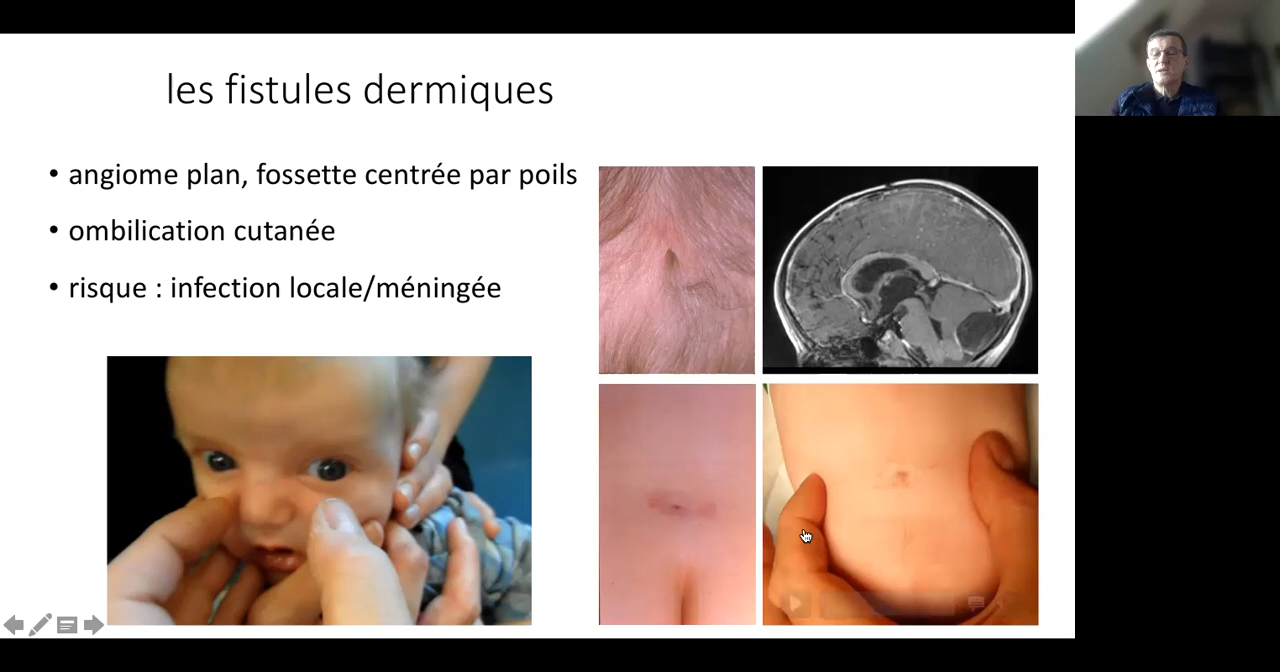 les fistules dermiques
• angiome plan, fossette centrée par poils
• ombilication cutanée
• risque : infection locale/méningée